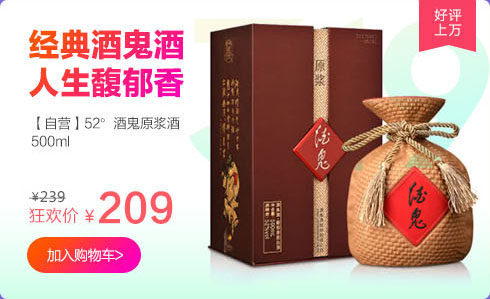 经典酒鬼酒
人生馥郁香
【自营】52° 酒鬼原浆酒
500ml
¥239
狂欢价 ¥ 209
加入购物车>
好评
上万
原浆
酒鬼
酒鬼